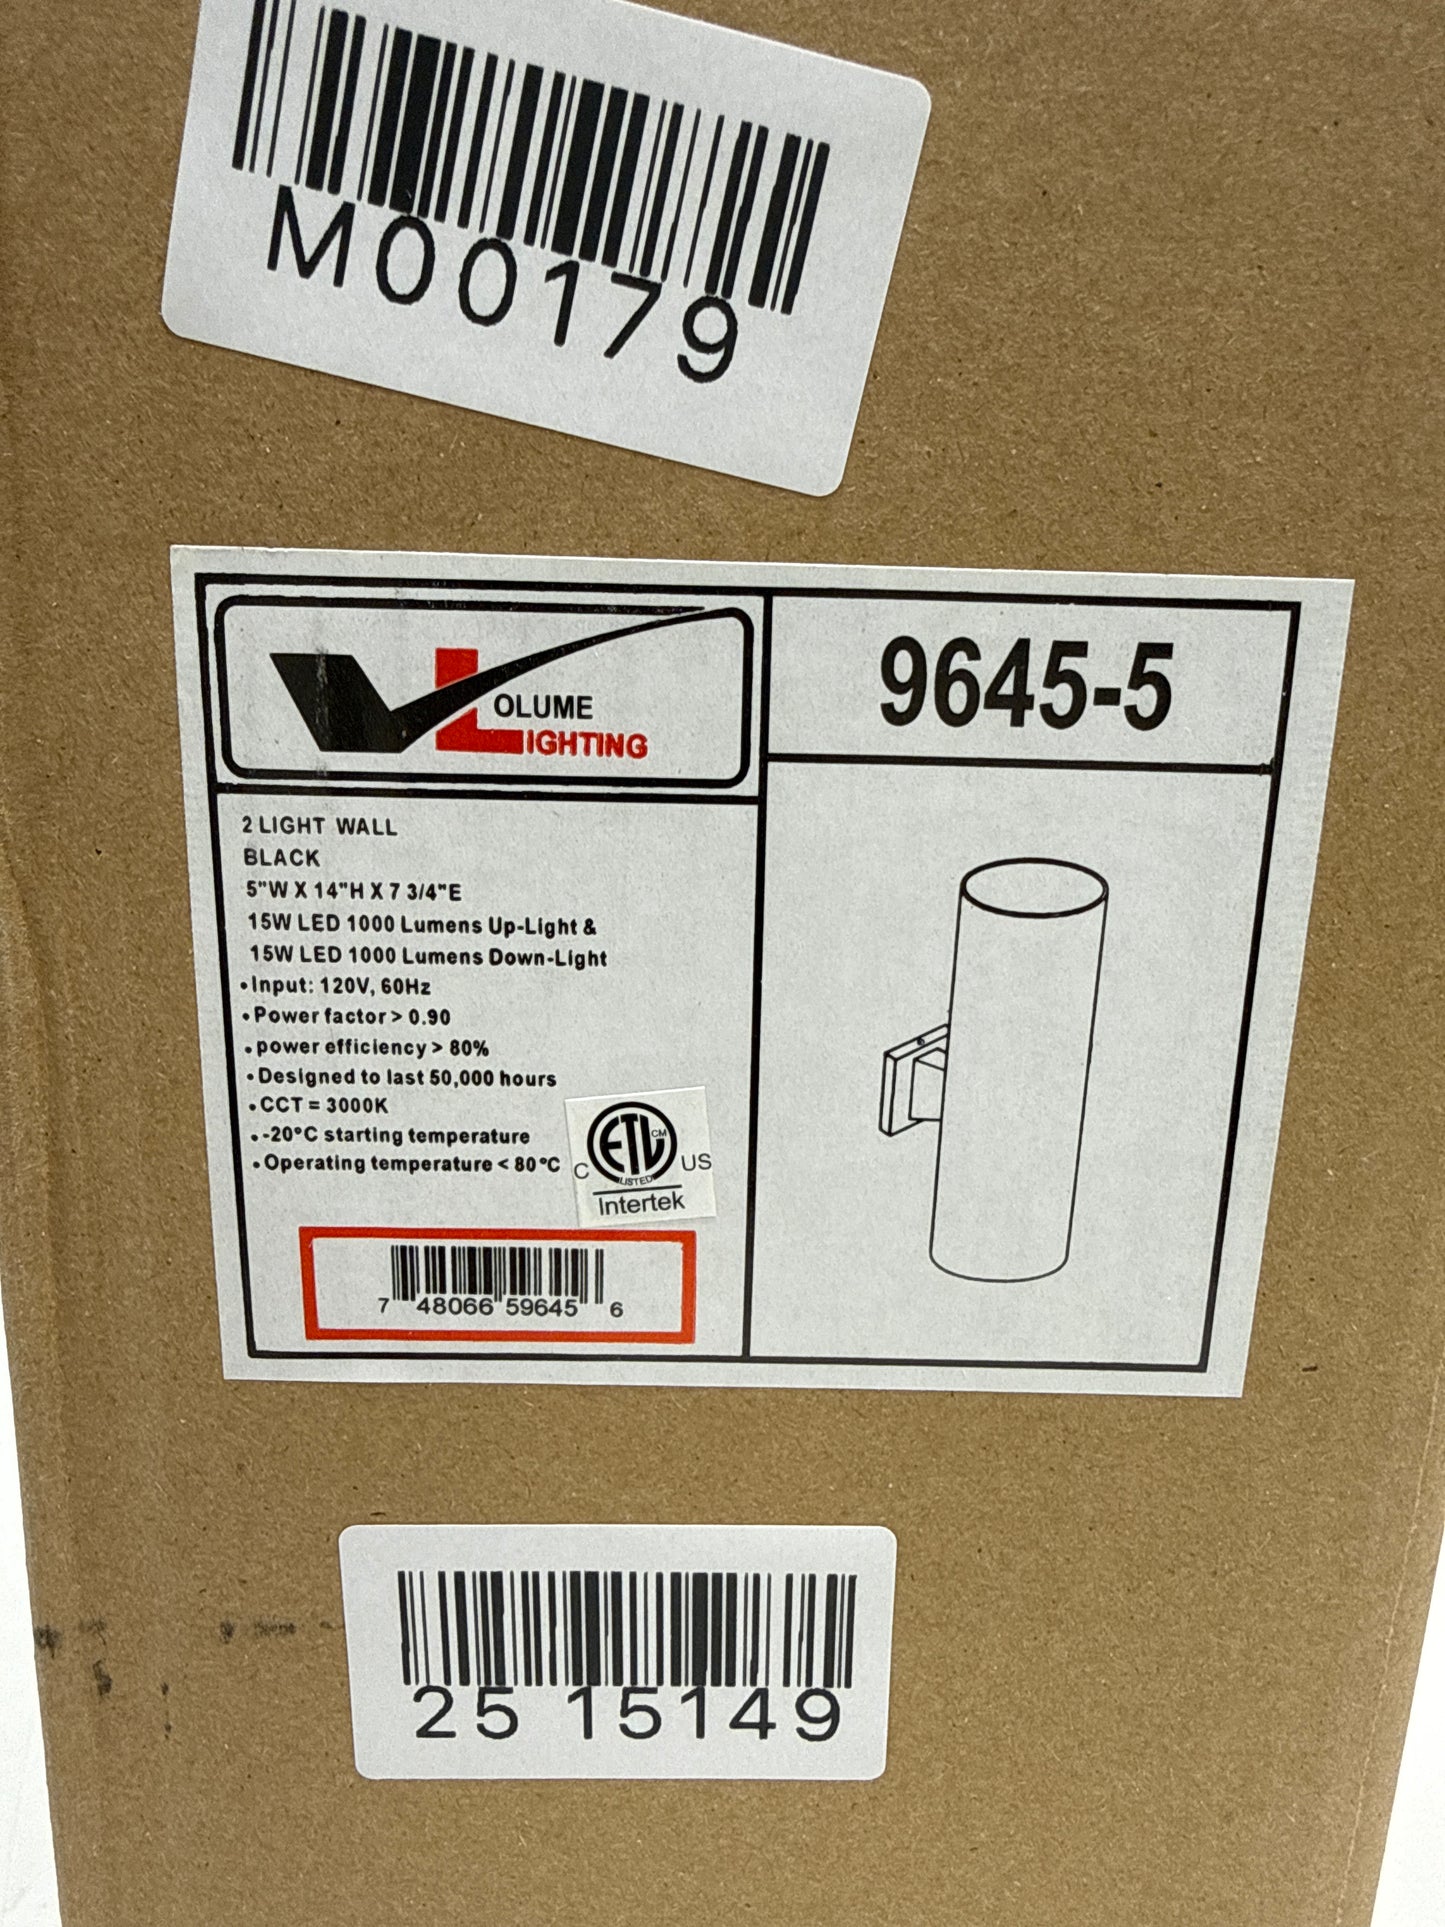 M00179
VOLUME
LIGHTING
9645-5
2 LIGHT WALL
BLACK
5"W X 14"H X 7 3/4"E
15W LED 1000 Lumens Up-Light &
15W LED 1000 Lumens Down-Light
•Input: 120V, 60Hz
•Power factor > 0.90
•power efficiency > 80%
•Designed to last 50,000 hours
•CCT = 3000K
•-20°C starting temperature
•Operating temperature < 80°C
ETL CM
LISTED
C US
Intertek
7 48066 59645 6
25 15149